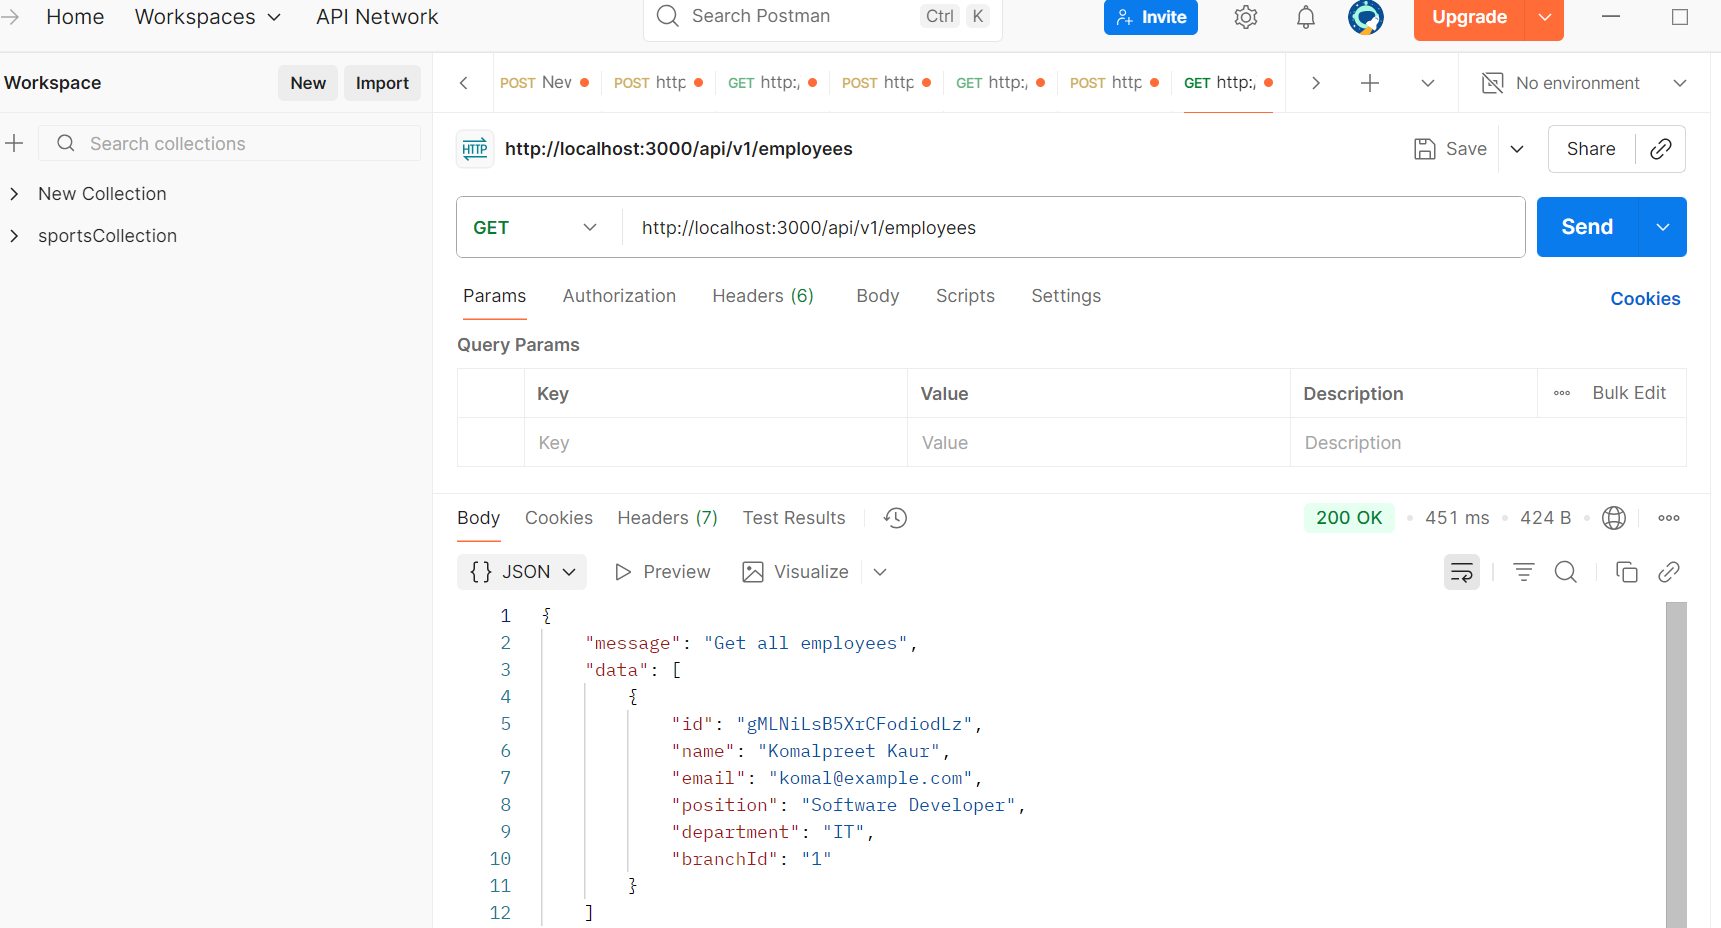 Home Workspaces API Network Search Postman Ctrl K Invite Upgrade
Workspace New Import
POST Nev POST http GET http:/ POST http GET http:/ POST http GET http:/ No environment
Search collections
New Collection
sportsCollection
HTTP http://localhost:3000/api/v1/employees Save Share
GET http://localhost:3000/api/v1/employees Send
Params Authorization Headers (6) Body Scripts Settings Cookies
Query Params
Key Value Description Bulk Edit
Key Value Description
Body Cookies Headers (7) Test Results 200 OK 451 ms 424 B
{} JSON Preview Visualize
1 {
2 "message": "Get all employees",
3 "data": [
4 {
5 "id": "gMLNiLsB5XrCFodiodLz",
6 "name": "Komalpreet Kaur",
7 "email": "komal@example.com",
8 "position": "Software Developer",
9 "department": "IT",
10 "branchId": "1"
11 }
12 ]